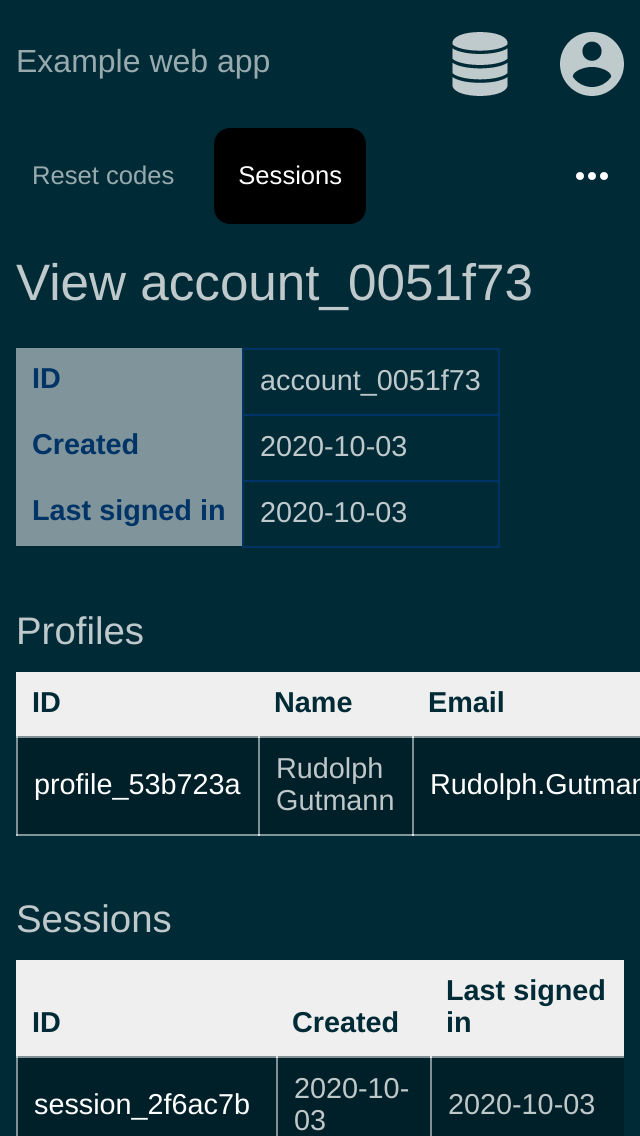 Example web app
Reset codes Sessions •••
View account_0051f73
ID account_0051f73
Created 2020-10-03
Last signed in 2020-10-03
Profiles
ID Name Email
profile_53b723a Rudolph Gutmann Rudolph.Gutmar
Sessions
ID Created Last signed in
session_2f6ac7b 2020-10-03 2020-10-03